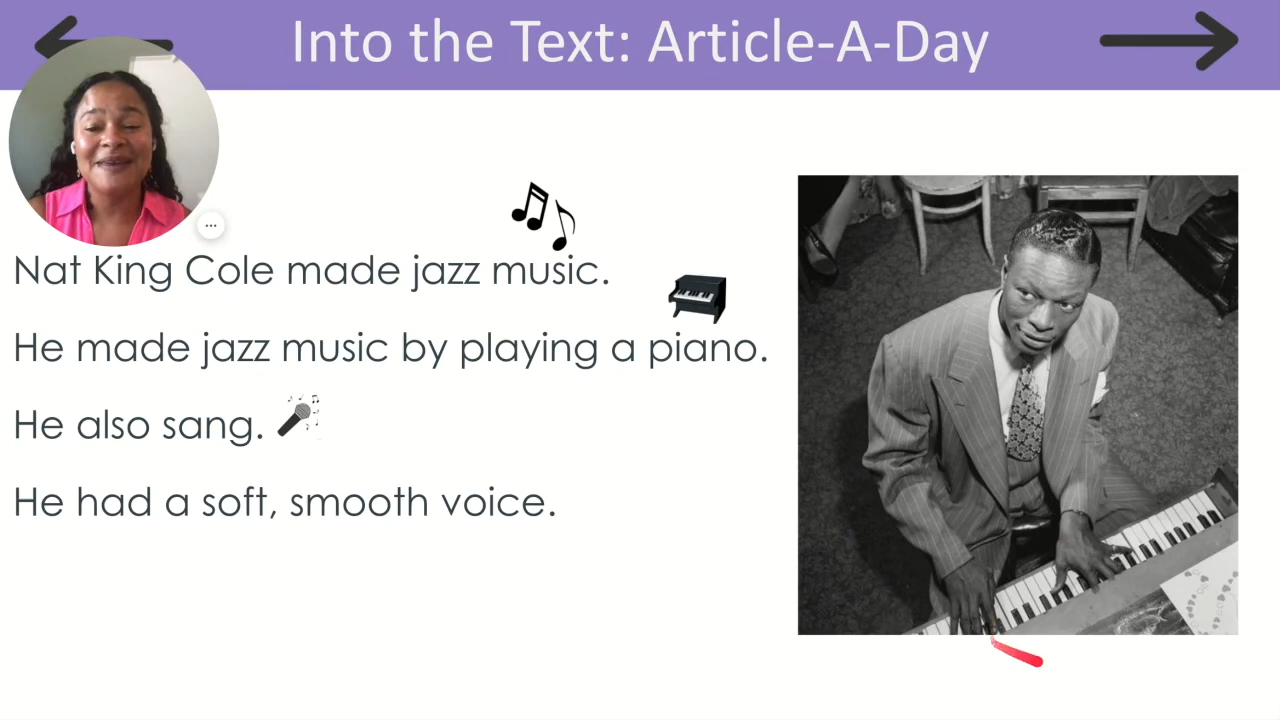 Into the Text: Article-A-Day
Nat King Cole made jazz music.
He made jazz music by playing a piano.
He also sang.
He had a soft, smooth voice.